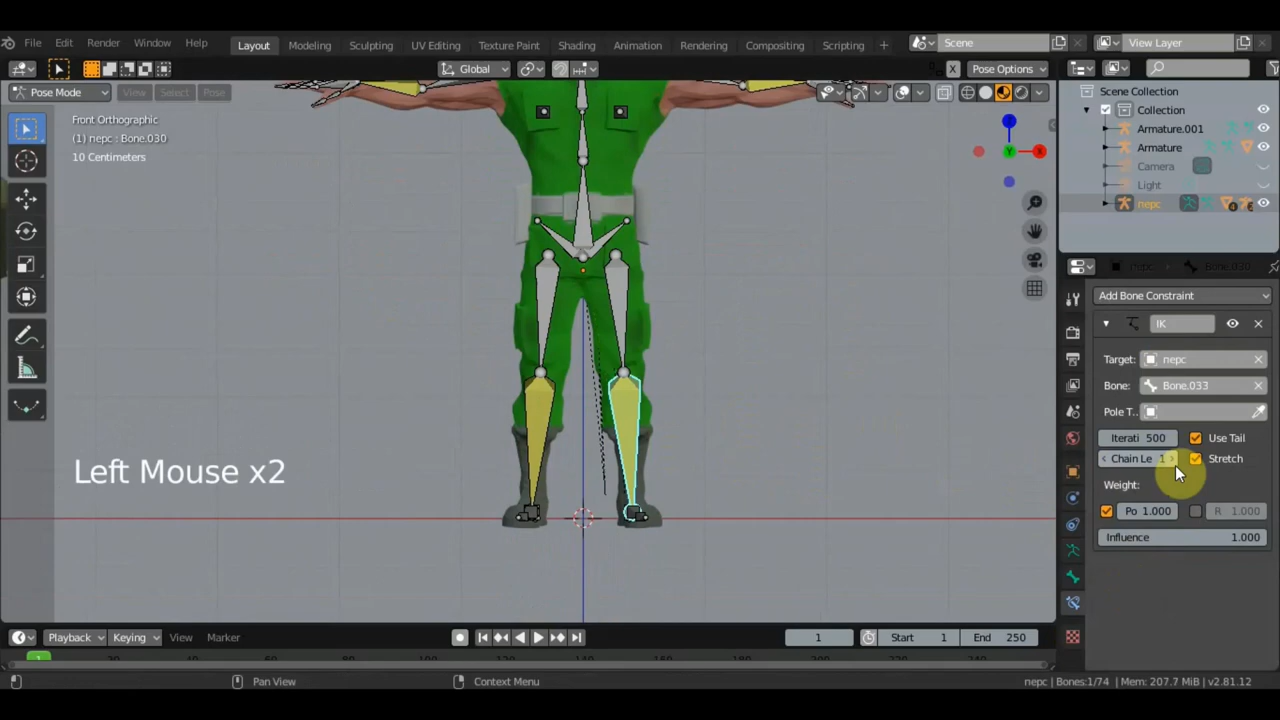 File Edit Render Window Help Layout Modeling Sculpting UV Editing Texture Paint Shading Animation Rendering Compositing Scripting + Scene View Layer
Global X Pose Options
Pose Mode View Select Pose
Front Orthographic
(1) nepc : Bone.030
10 Centimeters
Scene Collection
Collection
Armature.001
Armature
Camera
Light
nepc
nepc Bone.030
Add Bone Constraint
IK
Target: nepc
Bone: Bone.033
Pole T..
Iterati 500 Use Tail
Chain Le 1 Stretch
Weight:
Po 1.000 R 1.000
Influence 1.000
Left Mouse x2
Playback Keying View Marker 1 Start 1 End 250
1
Pan View Context Menu nepc | Bones:1/74 | Mem: 207.7 MiB | v2.81.12